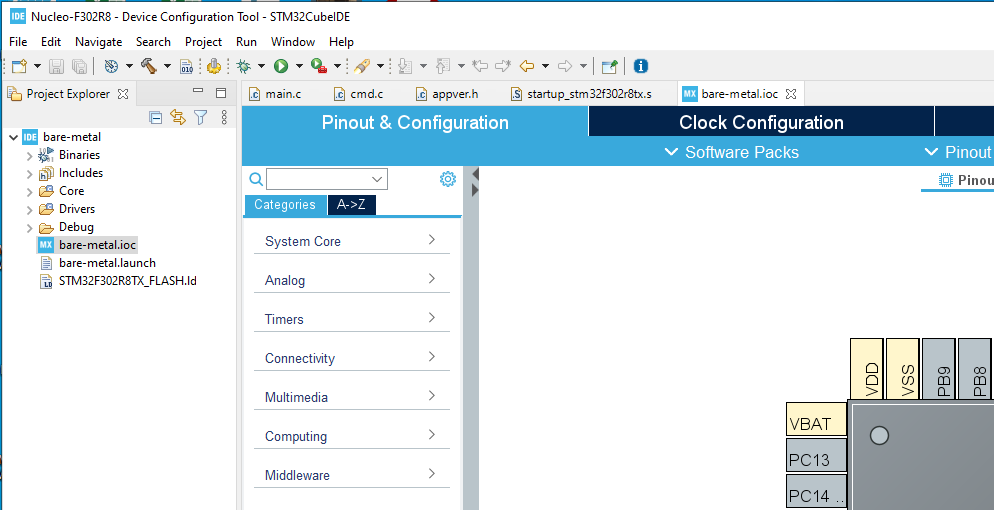 IDE Nucleo-F302R8 - Device Configuration Tool - STM32CubeIDE
File Edit Navigate Search Project Run Window Help
010
Project Explorer
main.c
cmd.c
appver.h
startup_stm32f302r8tx.s
MX bare-metal.ioc
IDE bare-metal
Binaries
Includes
Core
Drivers
Debug
MX bare-metal.ioc
bare-metal.launch
STM32F302R8TX_FLASH.ld
Pinout & Configuration
Clock Configuration
Software Packs
Pinout
Pinou
Categories
A->Z
System Core
Analog
Timers
Connectivity
Multimedia
Computing
Middleware
VDD
VSS
PB9
PB8
VBAT
PC13
PC14 ..